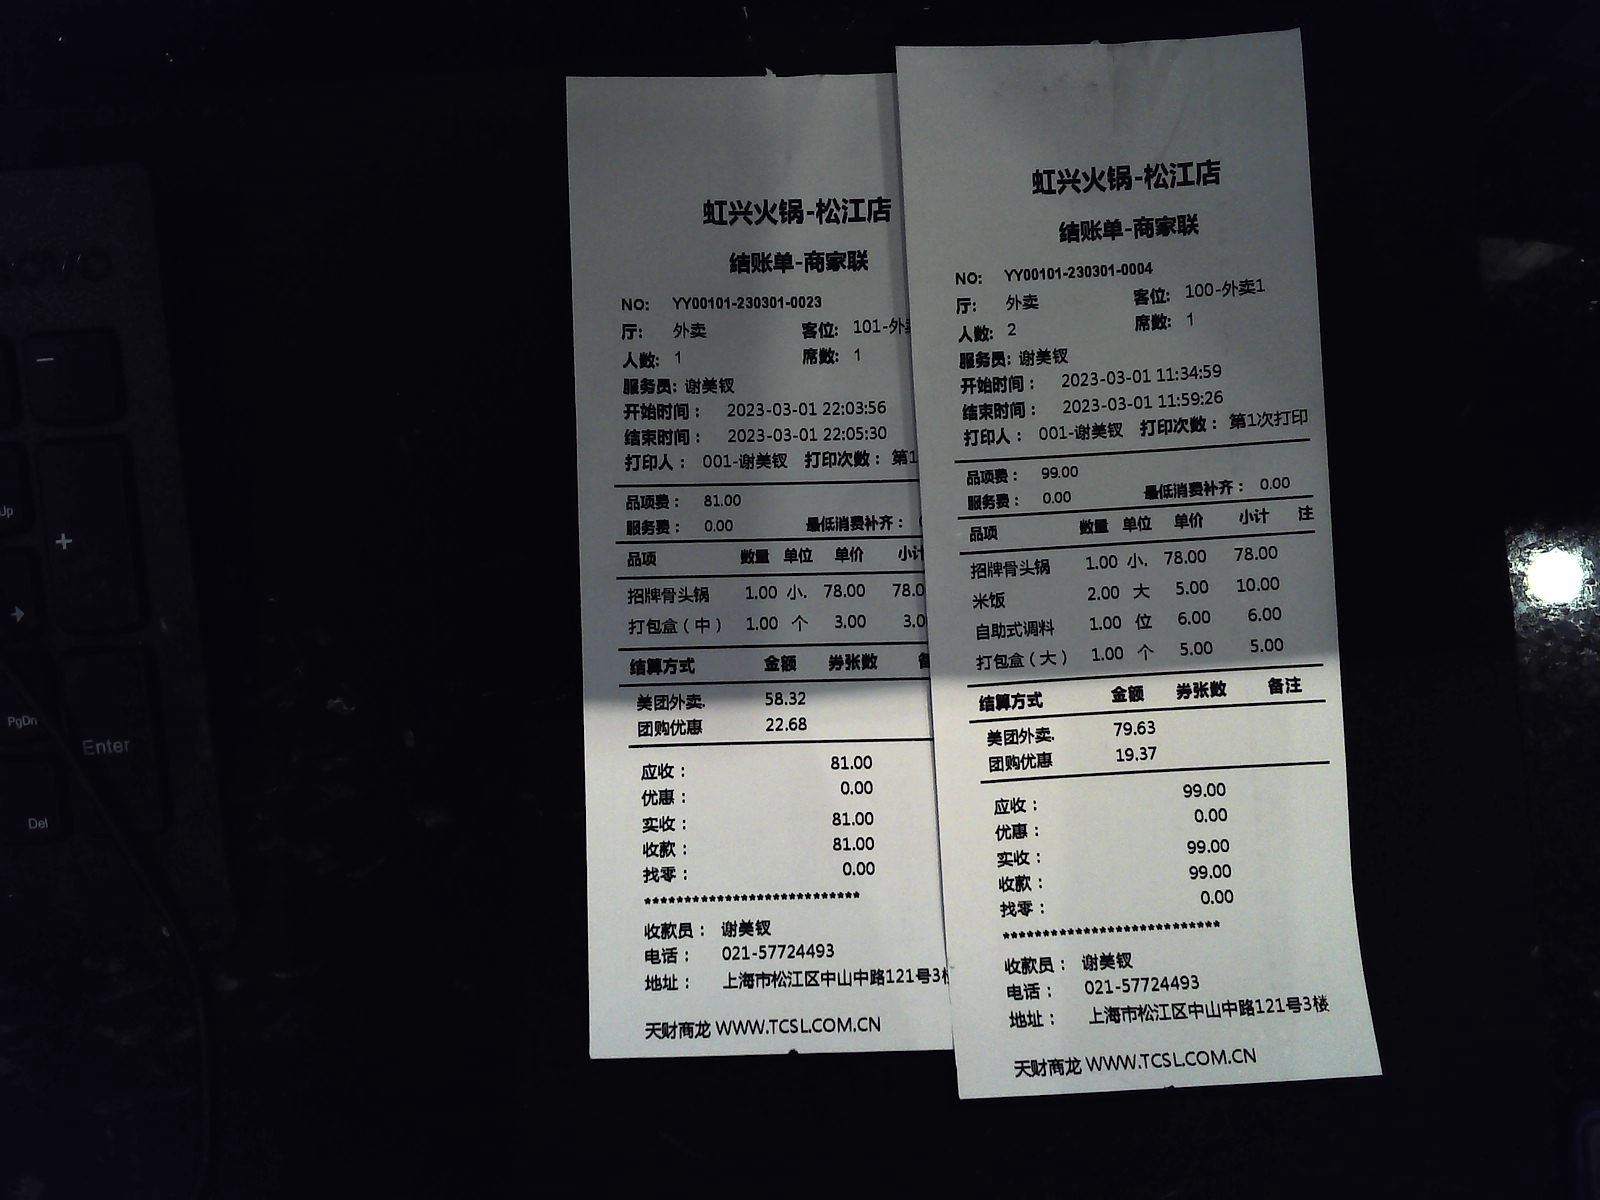 虹兴火锅-松江店
结账单-商家联
NO: YY00101-230301-0023
厅: 外卖 客位: 101-外
人数: 1 席数: 1
服务员: 谢美钗
开始时间： 2023-03-01 22:03:56
结束时间： 2023-03-01 22:05:30
打印人： 001-谢美钗 打印次数： 第1
品项费： 81.00
服务费： 0.00 最低消费补齐：
品项 数量 单位 单价 小计
招牌骨头锅 1.00 小. 78.00 78.0
打包盒（中） 1.00 个 3.00 3.0
结算方式 金额 券张数
美团外卖. 58.32
团购优惠 22.68
应收： 81.00
优惠： 0.00
实收： 81.00
收款： 81.00
找零： 0.00
***************************
收款员： 谢美钗
电话： 021-57724493
地址： 上海市松江区中山中路121号3
天财商龙 WWW.TCSL.COM.CN
虹兴火锅-松江店
结账单-商家联
NO: YY00101-230301-0004
厅: 外卖 客位: 100-外卖1
人数: 2 席数: 1
服务员: 谢美钗
开始时间： 2023-03-01 11:34:59
结束时间： 2023-03-01 11:59:26
打印人： 001-谢美钗 打印次数： 第1次打印
品项费： 99.00
服务费： 0.00 最低消费补齐： 0.00
品项 数量 单位 单价 小计 注
招牌骨头锅 1.00 小. 78.00 78.00
米饭 2.00 大 5.00 10.00
自助式调料 1.00 位 6.00 6.00
打包盒（大） 1.00 个 5.00 5.00
结算方式 金额 券张数 备注
美团外卖. 79.63
团购优惠 19.37
应收： 99.00
优惠： 0.00
实收： 99.00
收款： 99.00
找零： 0.00
***************************
收款员： 谢美钗
电话： 021-57724493
地址： 上海市松江区中山中路121号3楼
天财商龙 WWW.TCSL.COM.CN
－
Up
+
PgDn
Enter
Del